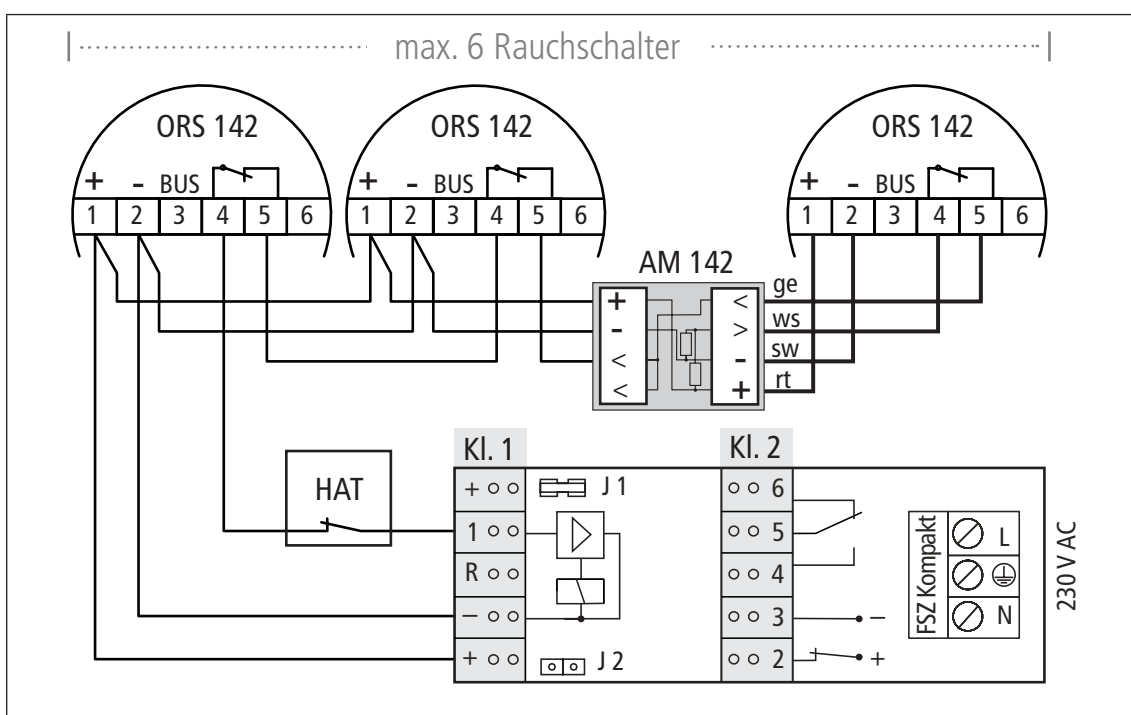 max. 6 Rauchschalter
ORS 142 ORS 142 ORS 142
+ - BUS + - BUS + - BUS
1 2 3 4 5 6 1 2 3 4 5 6 1 2 3 4 5 6
AM 142
+ < ge
- > ws
< - sw
< + rt
Kl. 1 Kl. 2
HAT
+ J 1 6
1 5
R 4
− 3 −
+ J 2 2 +
FSZ Kompakt
L
N
230 V AC